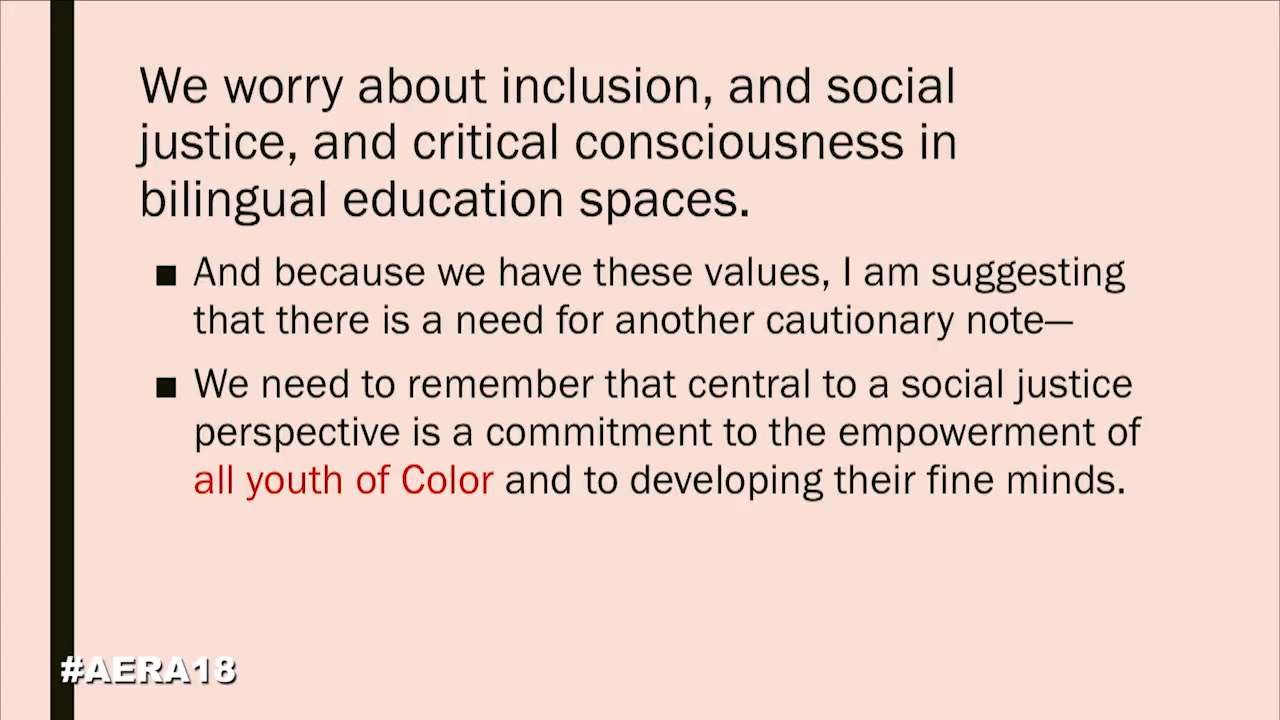 We worry about inclusion, and social
justice, and critical consciousness in
bilingual education spaces.
■ And because we have these values, I am suggesting
that there is a need for another cautionary note—
■ We need to remember that central to a social justice
perspective is a commitment to the empowerment of
all youth of Color and to developing their fine minds.
#AERA18